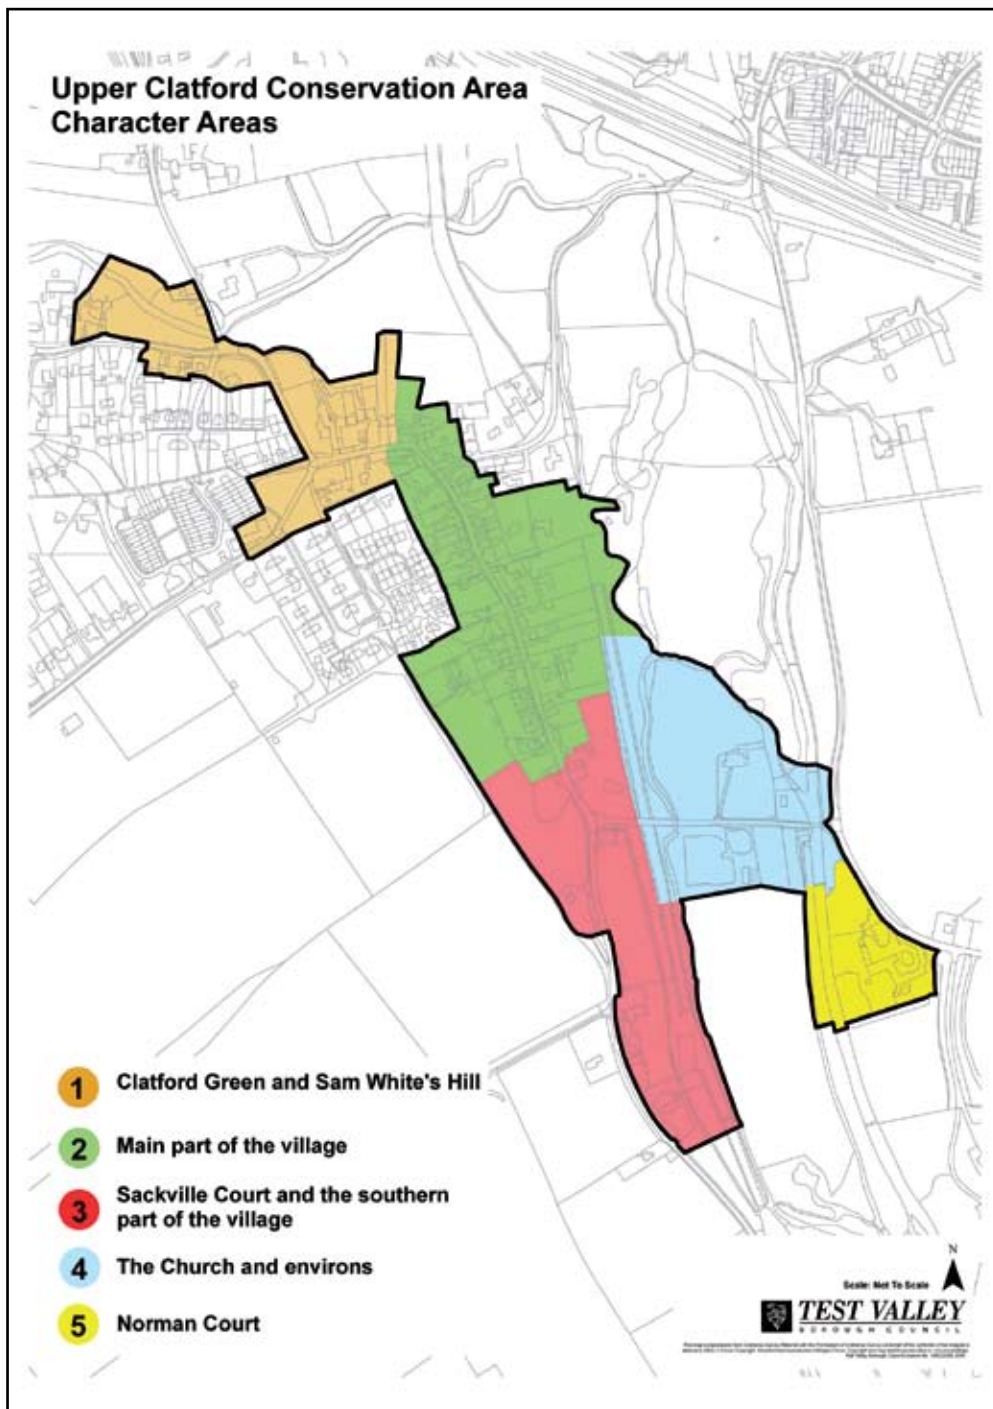 Upper Clatford Conservation Area
Character Areas
1 Clatford Green and Sam White's Hill
2 Main part of the village
3 Sackville Court and the southern
part of the village
4 The Church and environs
5 Norman Court
N
Scale: Not To Scale
TEST VALLEY
BOROUGH COUNCIL